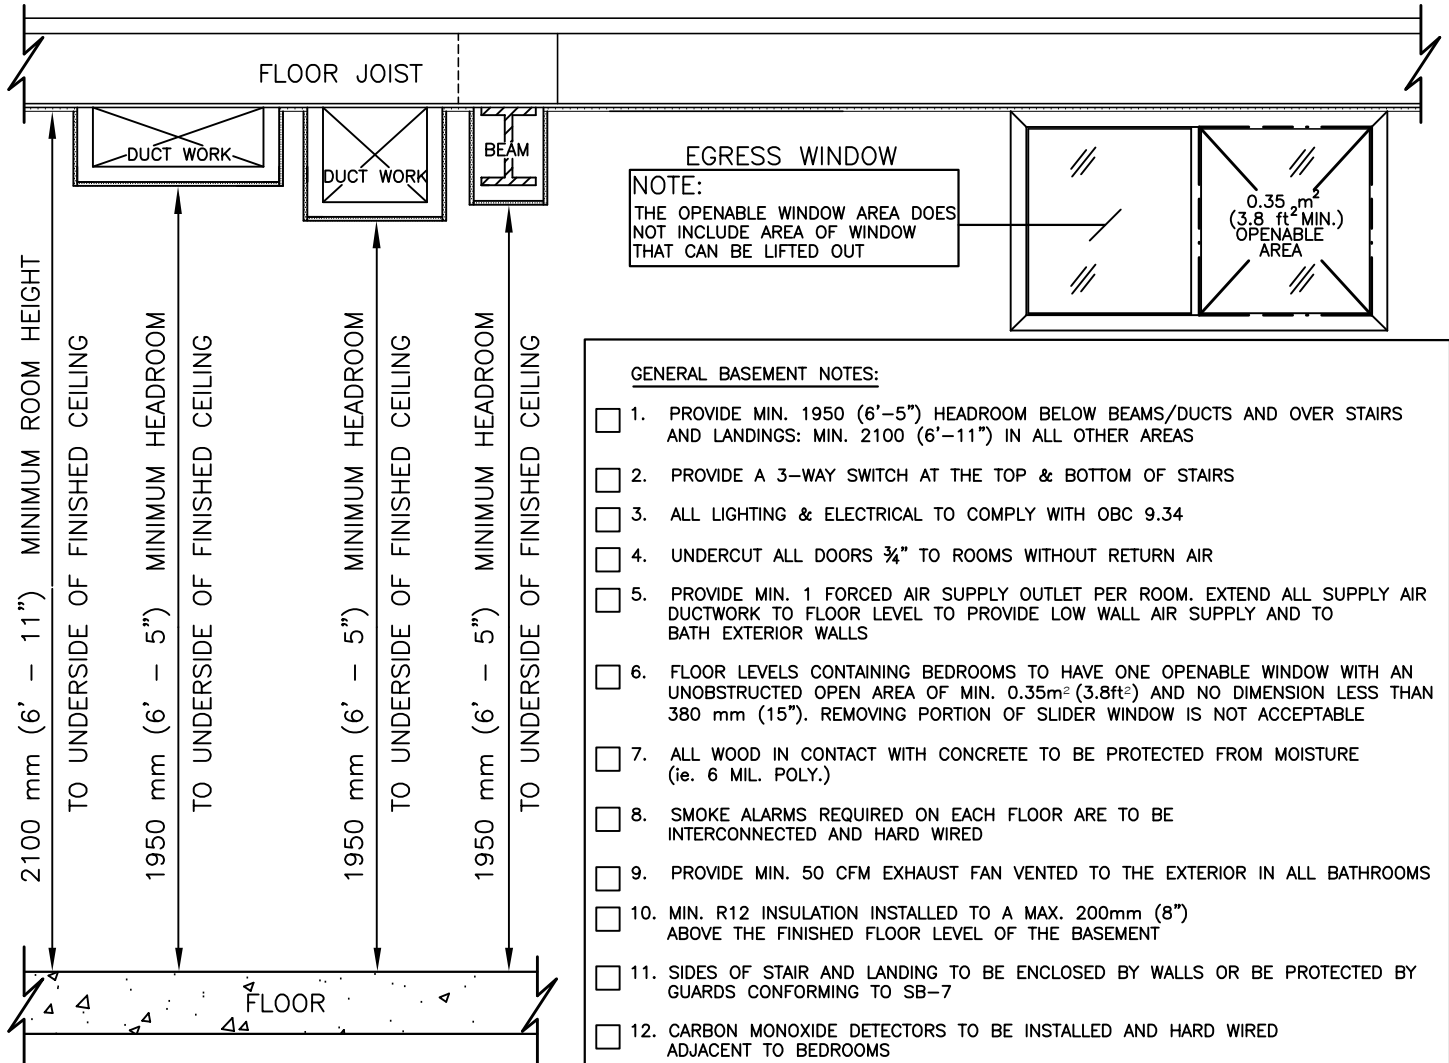 FLOOR JOIST
DUCT WORK
DUCT WORK
BEAM
EGRESS WINDOW
NOTE:
THE OPENABLE WINDOW AREA DOES
NOT INCLUDE AREA OF WINDOW
THAT CAN BE LIFTED OUT
0.35 m²
(3.8 ft² MIN.)
OPENABLE
AREA
2100 mm (6' - 11") MINIMUM ROOM HEIGHT
TO UNDERSIDE OF FINISHED CEILING
1950 mm (6' - 5") MINIMUM HEADROOM
TO UNDERSIDE OF FINISHED CEILING
1950 mm (6' - 5") MINIMUM HEADROOM
TO UNDERSIDE OF FINISHED CEILING
1950 mm (6' - 5") MINIMUM HEADROOM
TO UNDERSIDE OF FINISHED CEILING
FLOOR
GENERAL BASEMENT NOTES:
1. PROVIDE MIN. 1950 (6'-5") HEADROOM BELOW BEAMS/DUCTS AND OVER STAIRS
AND LANDINGS: MIN. 2100 (6'-11") IN ALL OTHER AREAS
2. PROVIDE A 3-WAY SWITCH AT THE TOP & BOTTOM OF STAIRS
3. ALL LIGHTING & ELECTRICAL TO COMPLY WITH OBC 9.34
4. UNDERCUT ALL DOORS ¾" TO ROOMS WITHOUT RETURN AIR
5. PROVIDE MIN. 1 FORCED AIR SUPPLY OUTLET PER ROOM. EXTEND ALL SUPPLY AIR
DUCTWORK TO FLOOR LEVEL TO PROVIDE LOW WALL AIR SUPPLY AND TO
BATH EXTERIOR WALLS
6. FLOOR LEVELS CONTAINING BEDROOMS TO HAVE ONE OPENABLE WINDOW WITH AN
UNOBSTRUCTED OPEN AREA OF MIN. 0.35m² (3.8ft²) AND NO DIMENSION LESS THAN
380 mm (15"). REMOVING PORTION OF SLIDER WINDOW IS NOT ACCEPTABLE
7. ALL WOOD IN CONTACT WITH CONCRETE TO BE PROTECTED FROM MOISTURE
(ie. 6 MIL. POLY.)
8. SMOKE ALARMS REQUIRED ON EACH FLOOR ARE TO BE
INTERCONNECTED AND HARD WIRED
9. PROVIDE MIN. 50 CFM EXHAUST FAN VENTED TO THE EXTERIOR IN ALL BATHROOMS
10. MIN. R12 INSULATION INSTALLED TO A MAX. 200mm (8")
ABOVE THE FINISHED FLOOR LEVEL OF THE BASEMENT
11. SIDES OF STAIR AND LANDING TO BE ENCLOSED BY WALLS OR BE PROTECTED BY
GUARDS CONFORMING TO SB-7
12. CARBON MONOXIDE DETECTORS TO BE INSTALLED AND HARD WIRED
ADJACENT TO BEDROOMS